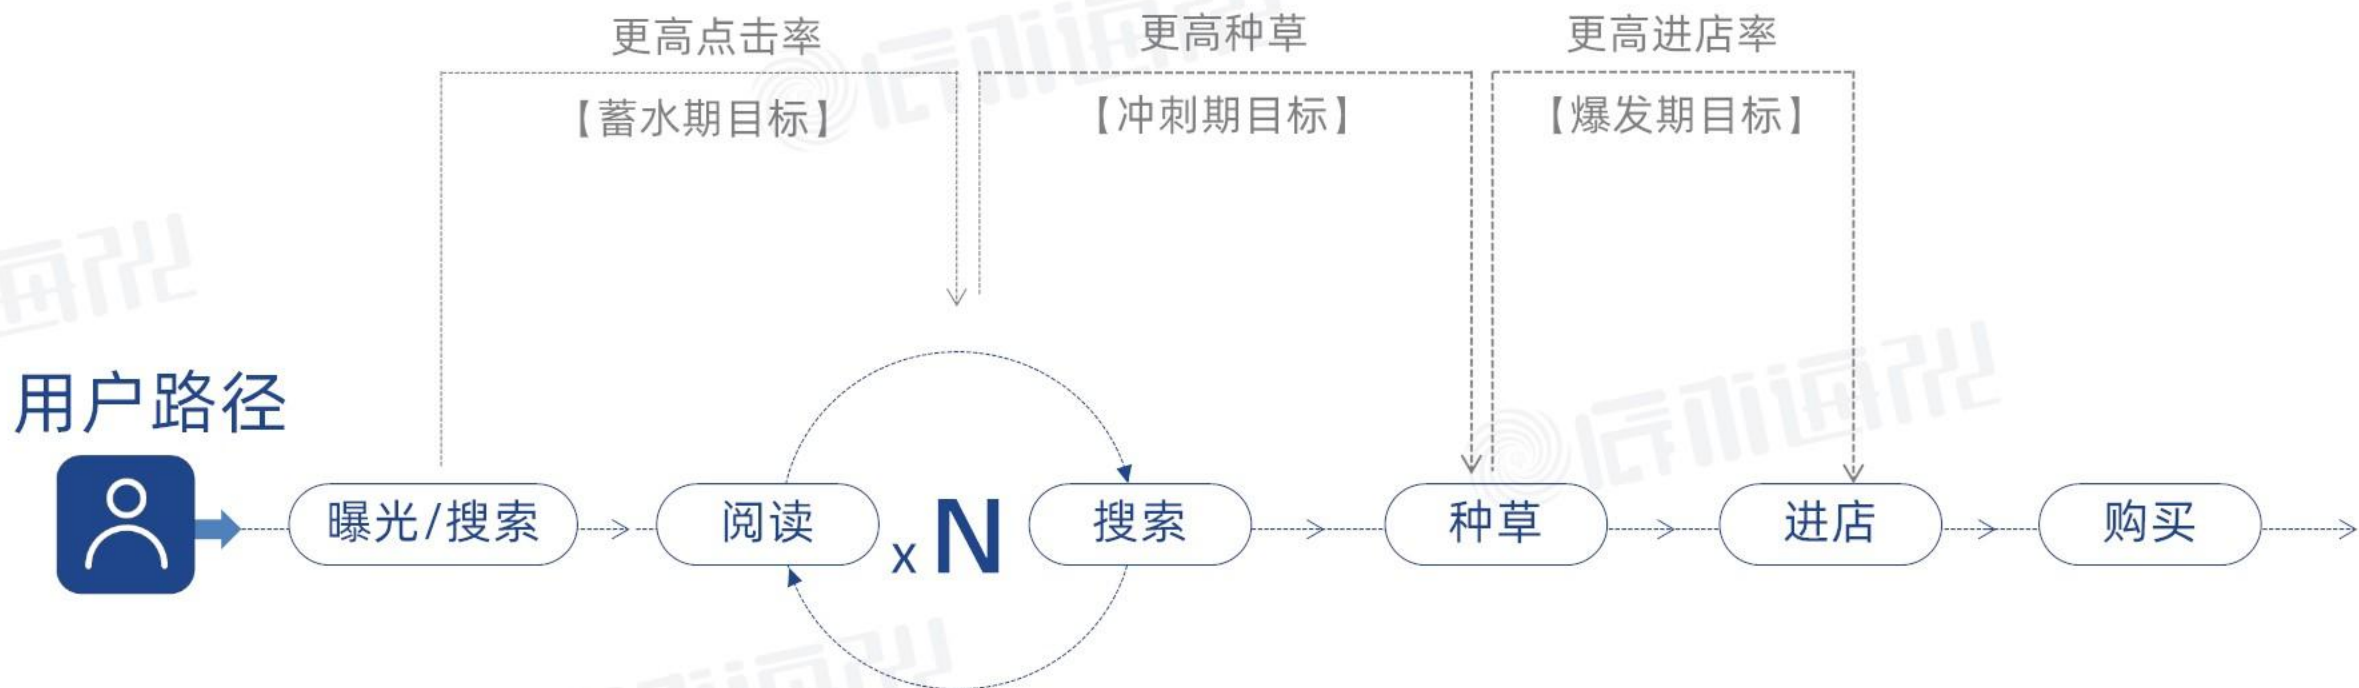 更高点击率
更高种草
更高进店率
【蓄水期目标】
【冲刺期目标】
【爆发期目标】
用户路径
曝光/搜索
阅读
x N
搜索
种草
进店
购买